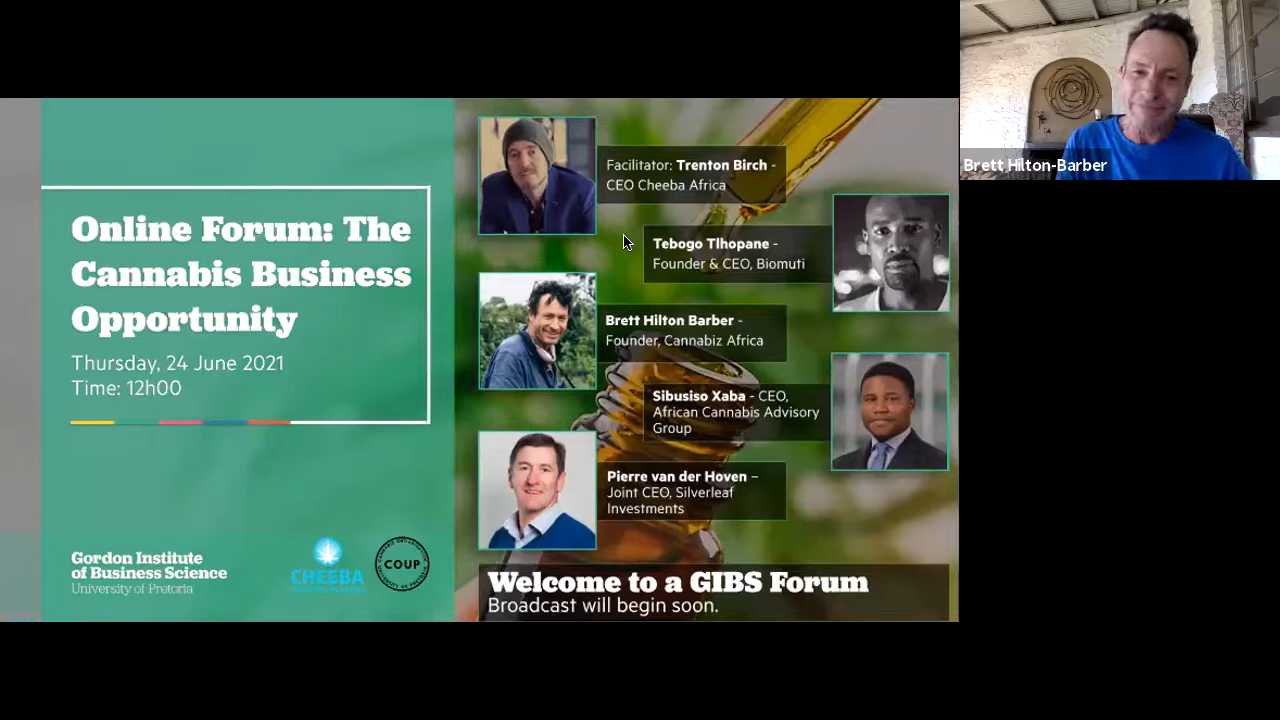 Online Forum: The
Cannabis Business
Opportunity
Thursday, 24 June 2021
Time: 12h00
Gordon Institute
of Business Science
University of Pretoria
CHEEBA
COUP
Facilitator: Trenton Birch -
CEO Cheeba Africa
Tebogo Tlhopane -
Founder & CEO, Biomuti
Brett Hilton Barber -
Founder, Cannabiz Africa
Sibusiso Xaba - CEO,
African Cannabis Advisory
Group
Pierre van der Hoven –
Joint CEO, Silverleaf
Investments
Welcome to a GIBS Forum
Broadcast will begin soon.
Brett Hilton-Barber